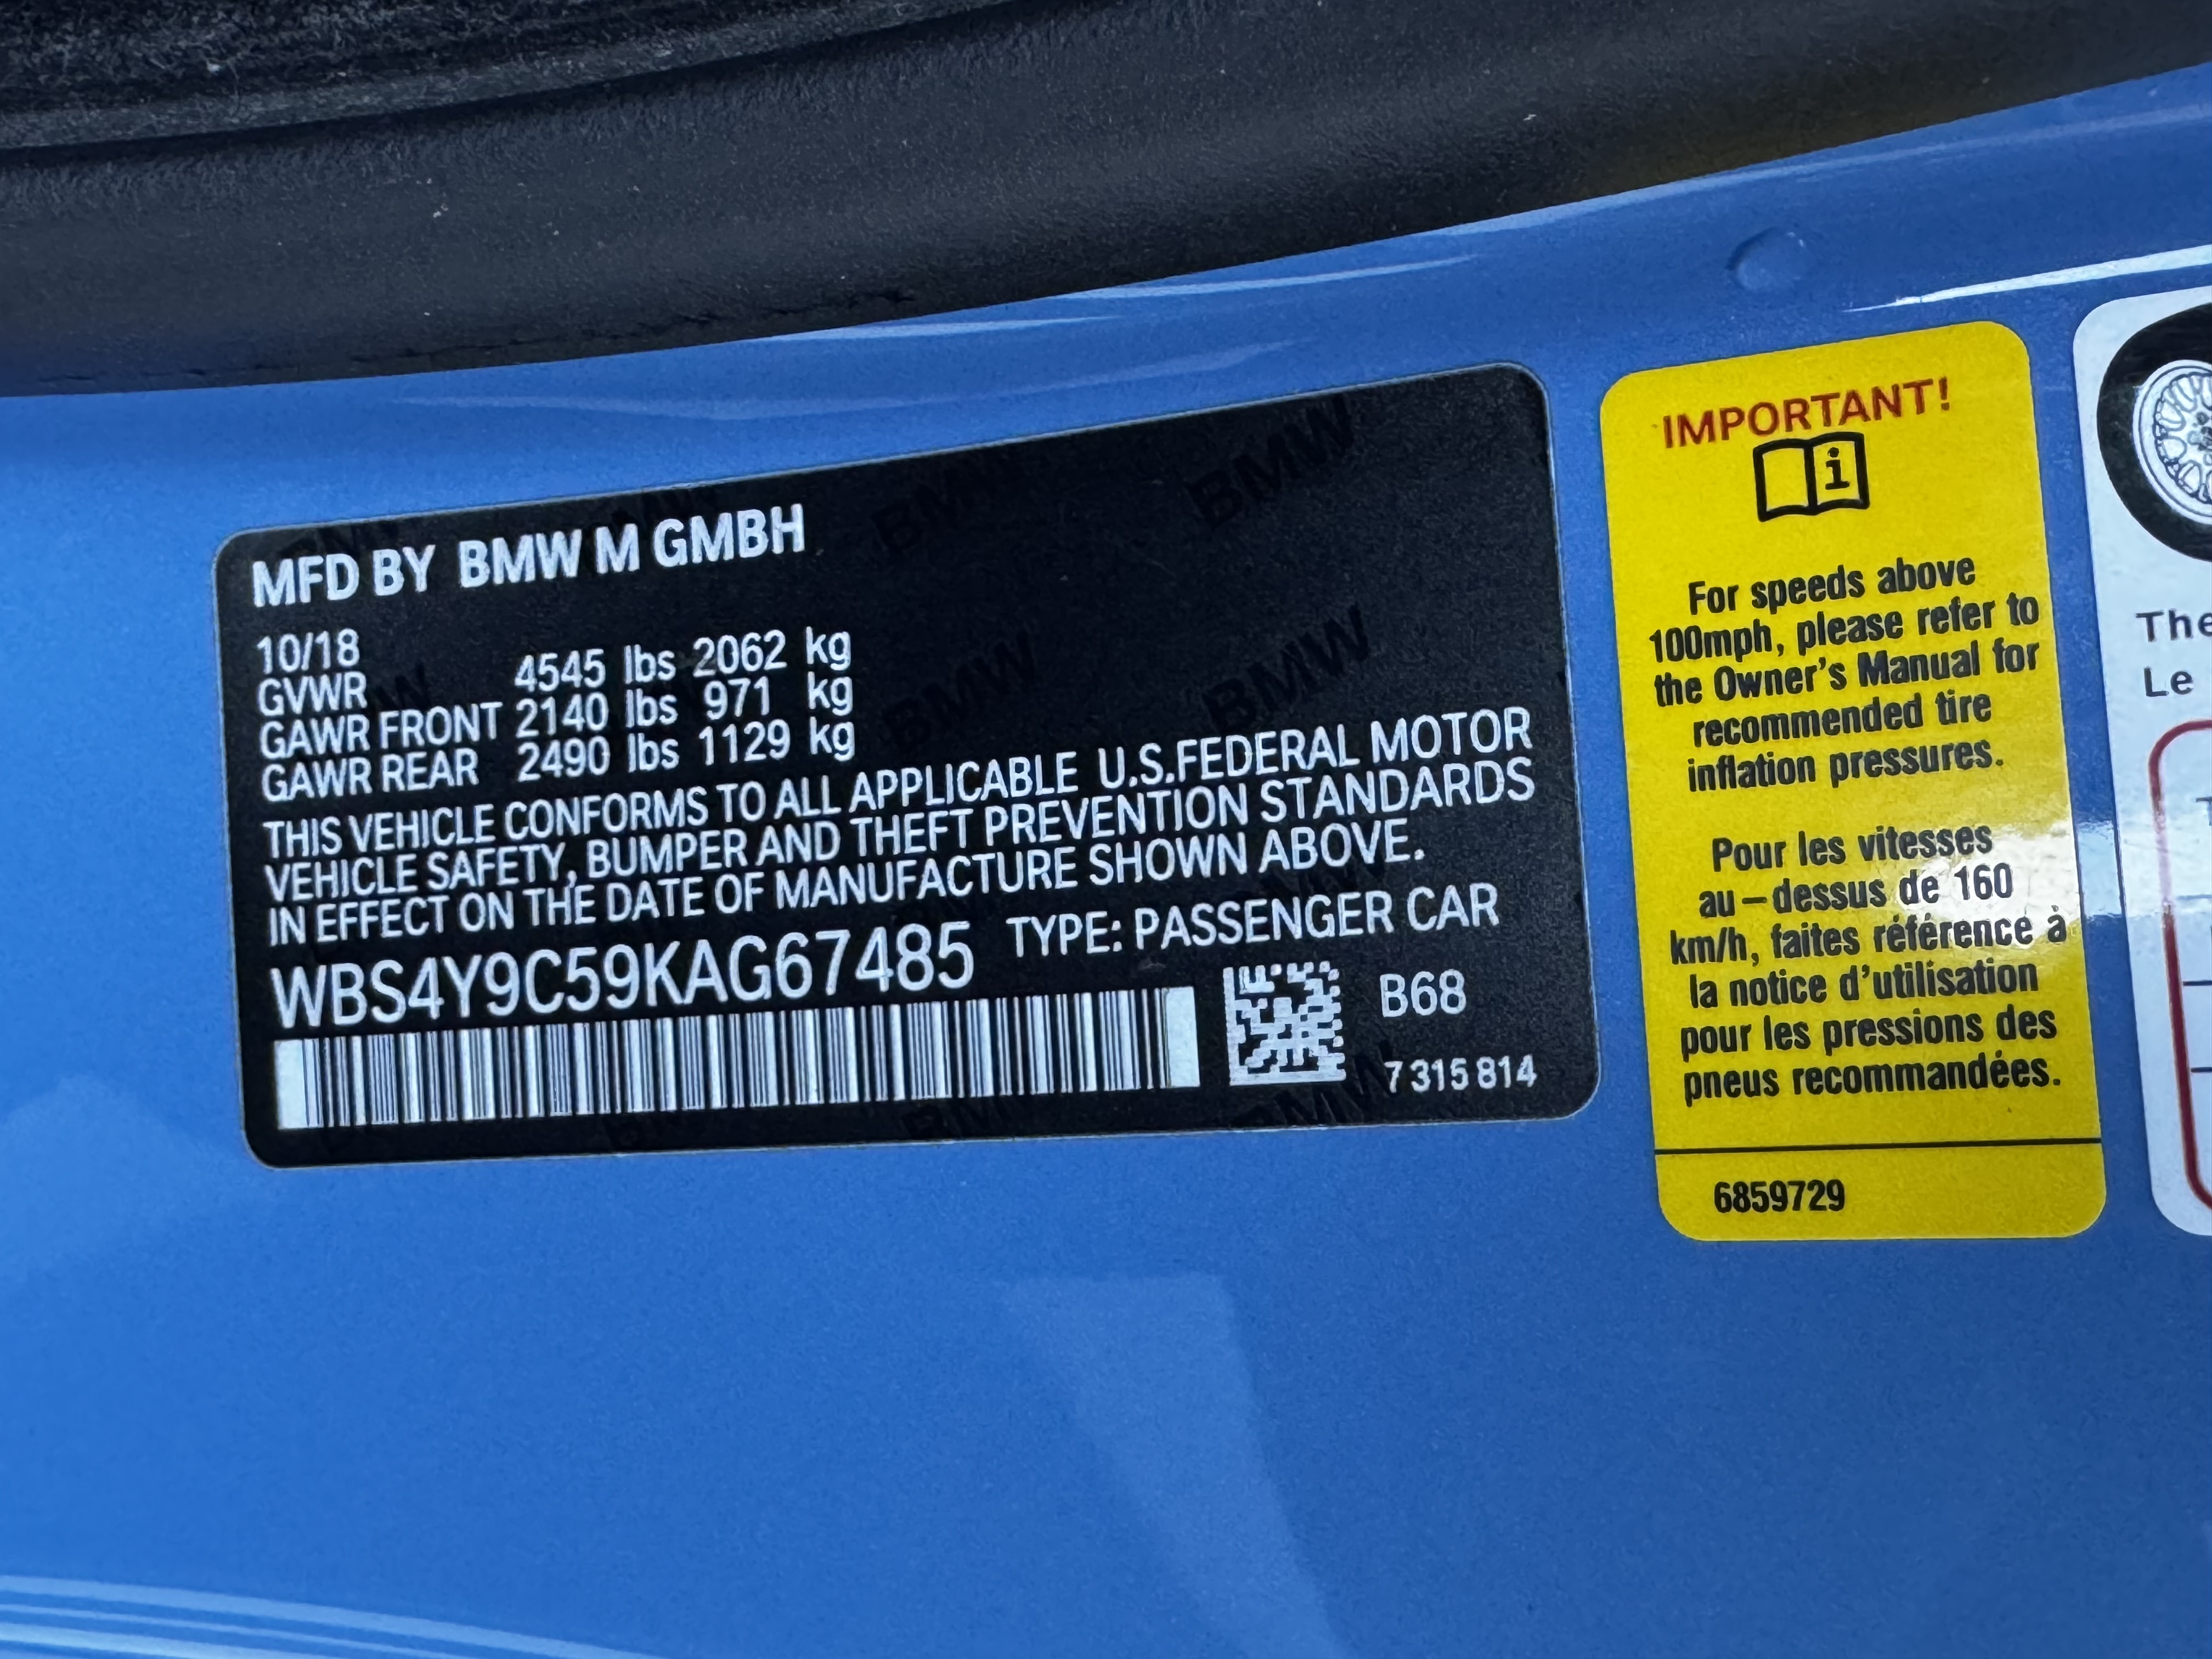 MFD BY BMW M GMBH
10/18
GVWR 4545 lbs 2062 kg
GAWR FRONT 2140 lbs 971 kg
GAWR REAR 2490 lbs 1129 kg
THIS VEHICLE CONFORMS TO ALL APPLICABLE U.S.FEDERAL MOTOR
VEHICLE SAFETY, BUMPER AND THEFT PREVENTION STANDARDS
IN EFFECT ON THE DATE OF MANUFACTURE SHOWN ABOVE.
WBS4Y9C59KAG67485 TYPE: PASSENGER CAR
B68
7 315 814
IMPORTANT!
i
For speeds above
100mph, please refer to
the Owner's Manual for
recommended tire
inflation pressures.
Pour les vitesses
au–dessus de 160
km/h, faites référence à
la notice d'utilisation
pour les pressions des
pneus recommandées.
6859729
The
Le